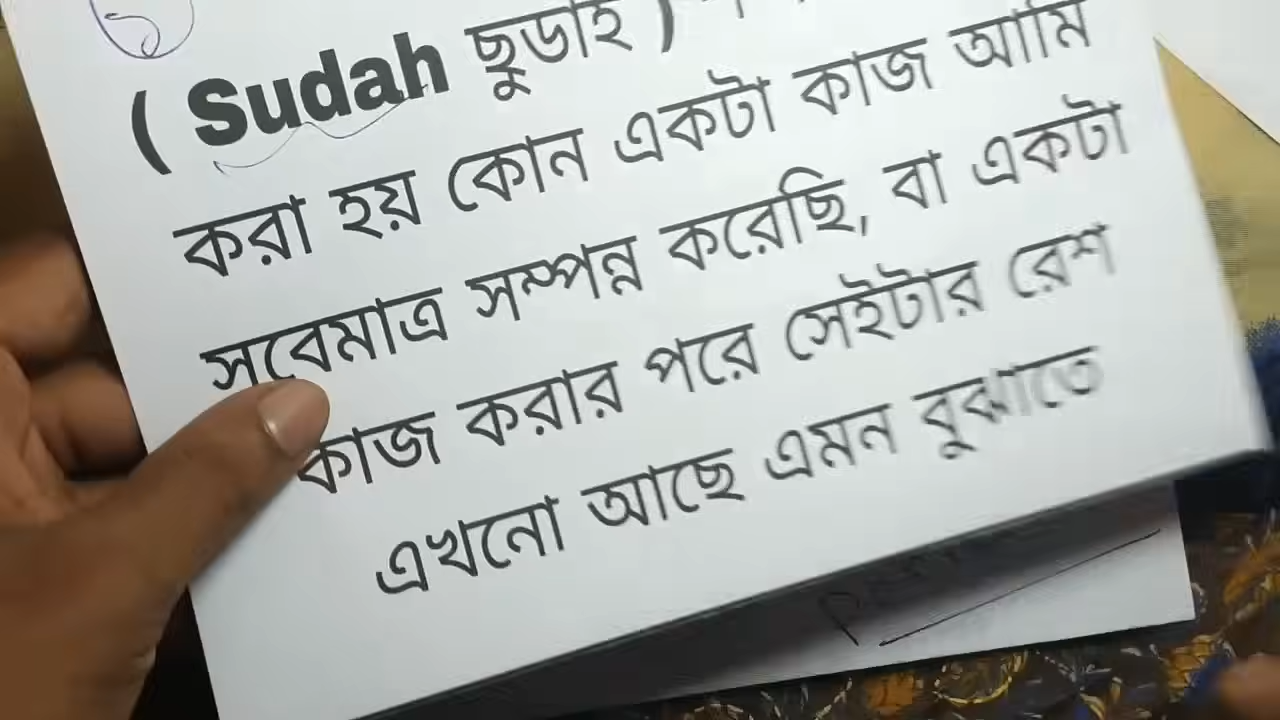 ( Sudah ছুডাহ )
করা হয় কোন একটা কাজ আমি
সবেমাত্র সম্পন্ন করেছি, বা একটা
কাজ করার পরে সেইটার রেশ
এখনো আছে এমন বুঝাতে